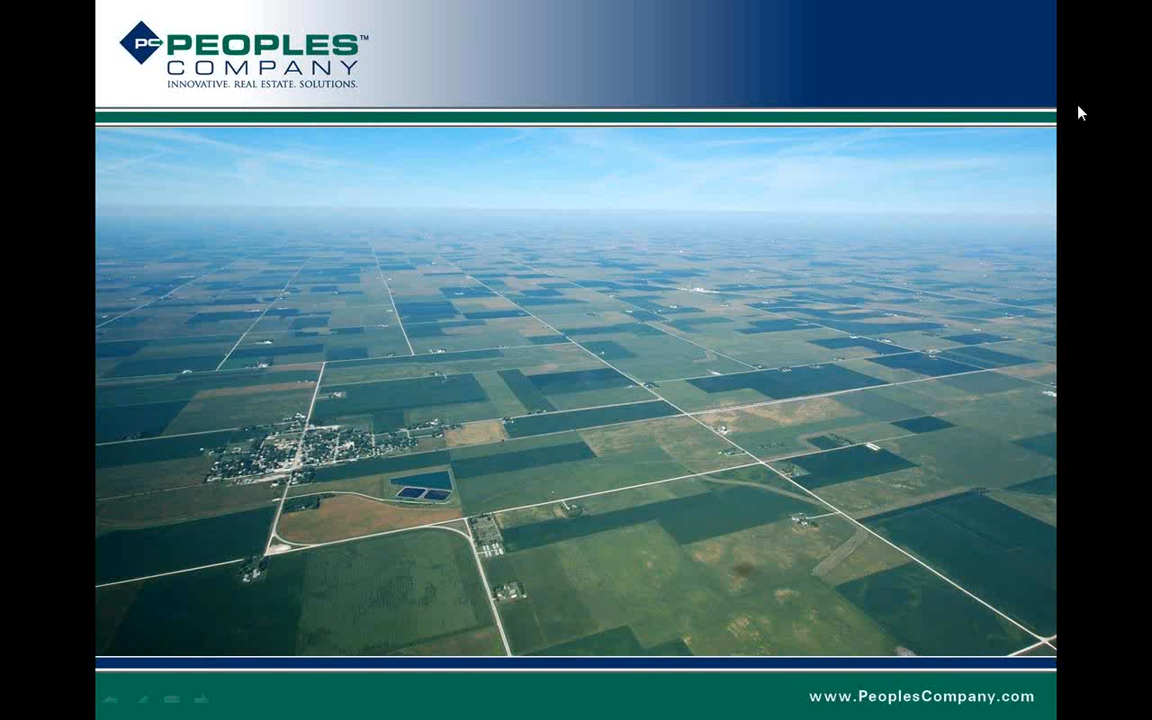 PC
PEOPLES™
COMPANY
INNOVATIVE. REAL ESTATE. SOLUTIONS.
www.PeoplesCompany.com